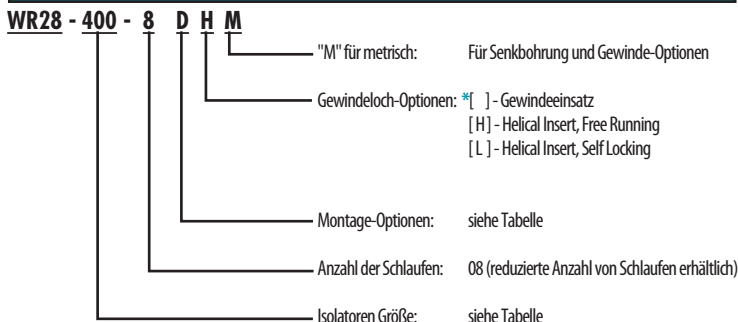 WR28 - 400 - 8 D H M
"M" für metrisch: Für Senkbohrung und Gewinde-Optionen
Gewindeloch-Optionen: *[ ] - Gewindeeinsatz
[ H ] - Helical Insert, Free Running
[ L ] - Helical Insert, Self Locking
Montage-Optionen: siehe Tabelle
Anzahl der Schlaufen: 08 (reduzierte Anzahl von Schlaufen erhältlich)
Isolatoren Größe: siehe Tabelle